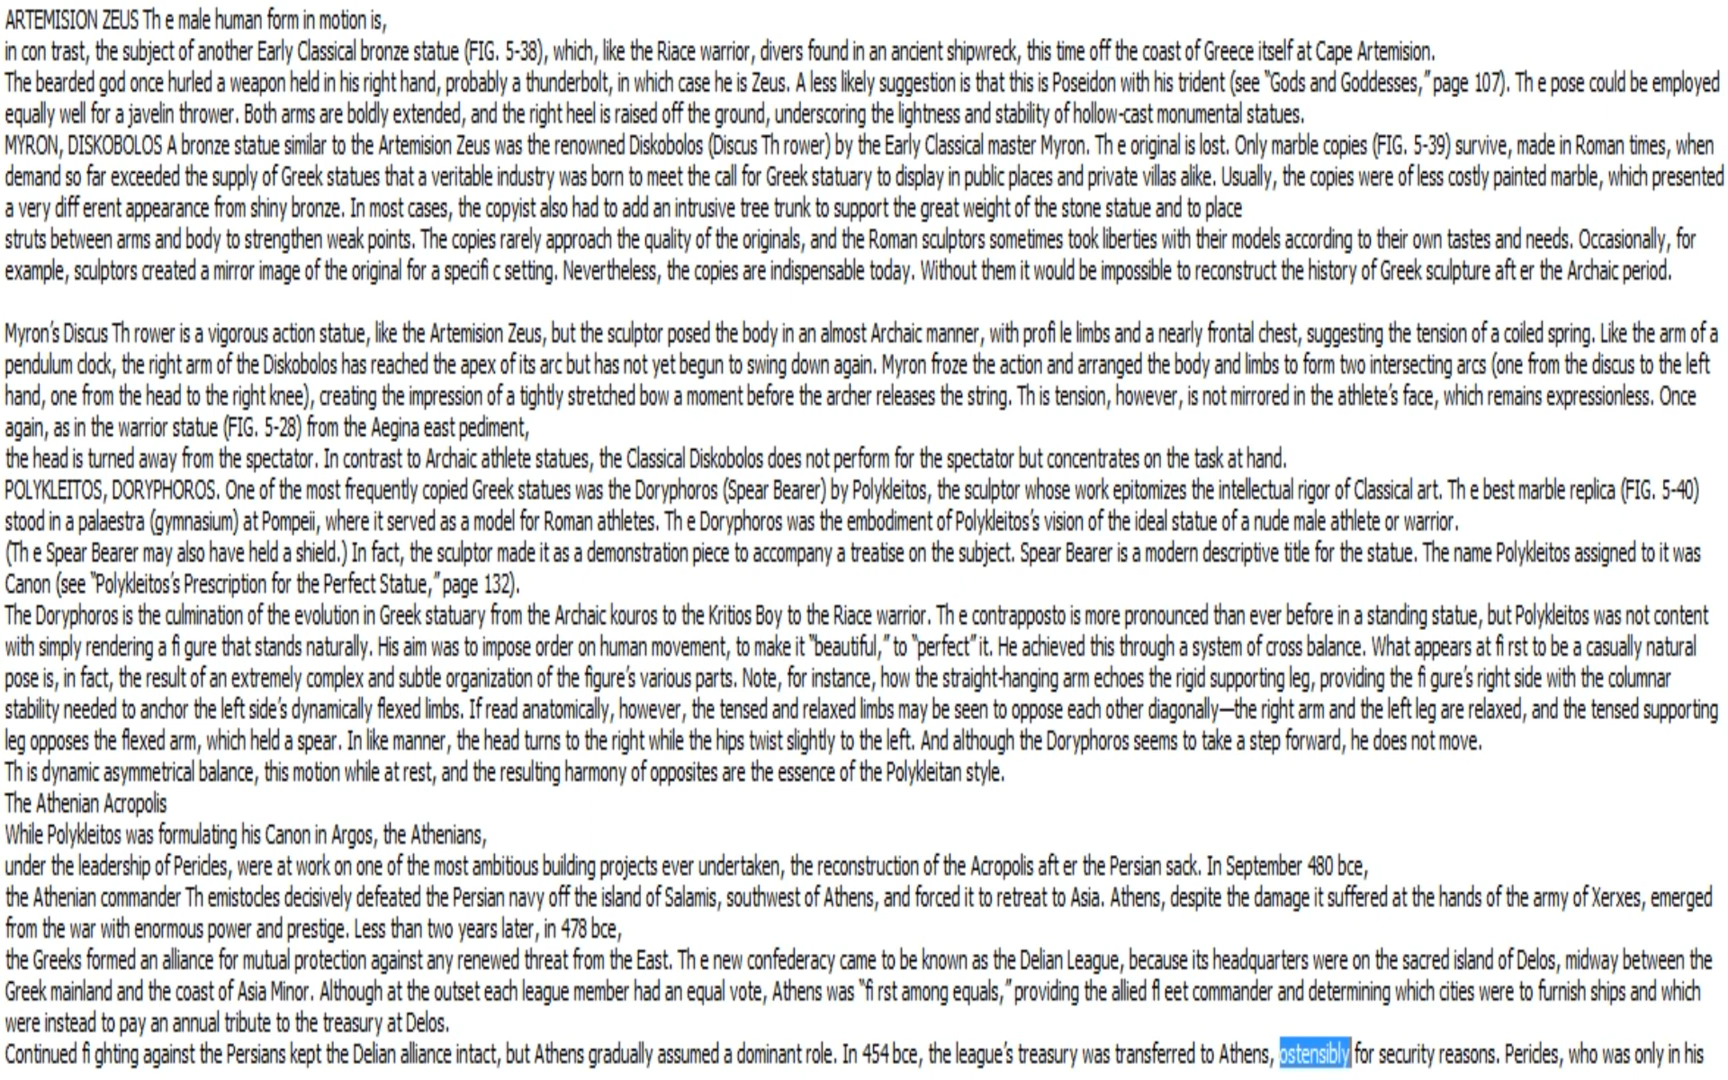 ARTEMISION ZEUS Th e male human form in motion is,
in con trast, the subject of another Early Classical bronze statue (FIG. 5-38), which, like the Riace warrior, divers found in an ancient shipwreck, this time off the coast of Greece itself at Cape Artemision.
The bearded god once hurled a weapon held in his right hand, probably a thunderbolt, in which case he is Zeus. A less likely suggestion is that this is Poseidon with his trident (see “Gods and Goddesses,” page 107). Th e pose could be employed
equally well for a javelin thrower. Both arms are boldly extended, and the right heel is raised off the ground, underscoring the lightness and stability of hollow-cast monumental statues.
MYRON, DISKOBOLOS A bronze statue similar to the Artemision Zeus was the renowned Diskobolos (Discus Th rower) by the Early Classical master Myron. Th e original is lost. Only marble copies (FIG. 5-39) survive, made in Roman times, when
demand so far exceeded the supply of Greek statues that a veritable industry was born to meet the call for Greek statuary to display in public places and private villas alike. Usually, the copies were of less costly painted marble, which presented
a very diff erent appearance from shiny bronze. In most cases, the copyist also had to add an intrusive tree trunk to support the great weight of the stone statue and to place
struts between arms and body to strengthen weak points. The copies rarely approach the quality of the originals, and the Roman sculptors sometimes took liberties with their models according to their own tastes and needs. Occasionally, for
example, sculptors created a mirror image of the original for a specifi c setting. Nevertheless, the copies are indispensable today. Without them it would be impossible to reconstruct the history of Greek sculpture aft er the Archaic period.
Myron’s Discus Th rower is a vigorous action statue, like the Artemision Zeus, but the sculptor posed the body in an almost Archaic manner, with profi le limbs and a nearly frontal chest, suggesting the tension of a coiled spring. Like the arm of a
pendulum clock, the right arm of the Diskobolos has reached the apex of its arc but has not yet begun to swing down again. Myron froze the action and arranged the body and limbs to form two intersecting arcs (one from the discus to the left
hand, one from the head to the right knee), creating the impression of a tightly stretched bow a moment before the archer releases the string. Th is tension, however, is not mirrored in the athlete’s face, which remains expressionless. Once
again, as in the warrior statue (FIG. 5-28) from the Aegina east pediment,
the head is turned away from the spectator. In contrast to Archaic athlete statues, the Classical Diskobolos does not perform for the spectator but concentrates on the task at hand.
POLYKLEITOS, DORYPHOROS. One of the most frequently copied Greek statues was the Doryphoros (Spear Bearer) by Polykleitos, the sculptor whose work epitomizes the intellectual rigor of Classical art. Th e best marble replica (FIG. 5-40)
stood in a palaestra (gymnasium) at Pompeii, where it served as a model for Roman athletes. Th e Doryphoros was the embodiment of Polykleitos’s vision of the ideal statue of a nude male athlete or warrior.
(Th e Spear Bearer may also have held a shield.) In fact, the sculptor made it as a demonstration piece to accompany a treatise on the subject. Spear Bearer is a modern descriptive title for the statue. The name Polykleitos assigned to it was
Canon (see “Polykleitos’s Prescription for the Perfect Statue,” page 132).
The Doryphoros is the culmination of the evolution in Greek statuary from the Archaic kouros to the Kritios Boy to the Riace warrior. Th e contrapposto is more pronounced than ever before in a standing statue, but Polykleitos was not content
with simply rendering a fi gure that stands naturally. His aim was to impose order on human movement, to make it “beautiful,” to “perfect” it. He achieved this through a system of cross balance. What appears at fi rst to be a casually natural
pose is, in fact, the result of an extremely complex and subtle organization of the figure’s various parts. Note, for instance, how the straight-hanging arm echoes the rigid supporting leg, providing the fi gure’s right side with the columnar
stability needed to anchor the left side’s dynamically flexed limbs. If read anatomically, however, the tensed and relaxed limbs may be seen to oppose each other diagonally—the right arm and the left leg are relaxed, and the tensed supporting
leg opposes the flexed arm, which held a spear. In like manner, the head turns to the right while the hips twist slightly to the left. And although the Doryphoros seems to take a step forward, he does not move.
Th is dynamic asymmetrical balance, this motion while at rest, and the resulting harmony of opposites are the essence of the Polykleitan style.
The Athenian Acropolis
While Polykleitos was formulating his Canon in Argos, the Athenians,
under the leadership of Pericles, were at work on one of the most ambitious building projects ever undertaken, the reconstruction of the Acropolis aft er the Persian sack. In September 480 bce,
the Athenian commander Th emistocles decisively defeated the Persian navy off the island of Salamis, southwest of Athens, and forced it to retreat to Asia. Athens, despite the damage it suffered at the hands of the army of Xerxes, emerged
from the war with enormous power and prestige. Less than two years later, in 478 bce,
the Greeks formed an alliance for mutual protection against any renewed threat from the East. Th e new confederacy came to be known as the Delian League, because its headquarters were on the sacred island of Delos, midway between the
Greek mainland and the coast of Asia Minor. Although at the outset each league member had an equal vote, Athens was “fi rst among equals,” providing the allied fl eet commander and determining which cities were to furnish ships and which
were instead to pay an annual tribute to the treasury at Delos.
Continued fi ghting against the Persians kept the Delian alliance intact, but Athens gradually assumed a dominant role. In 454 bce, the league’s treasury was transferred to Athens, ostensibly for security reasons. Pericles, who was only in his